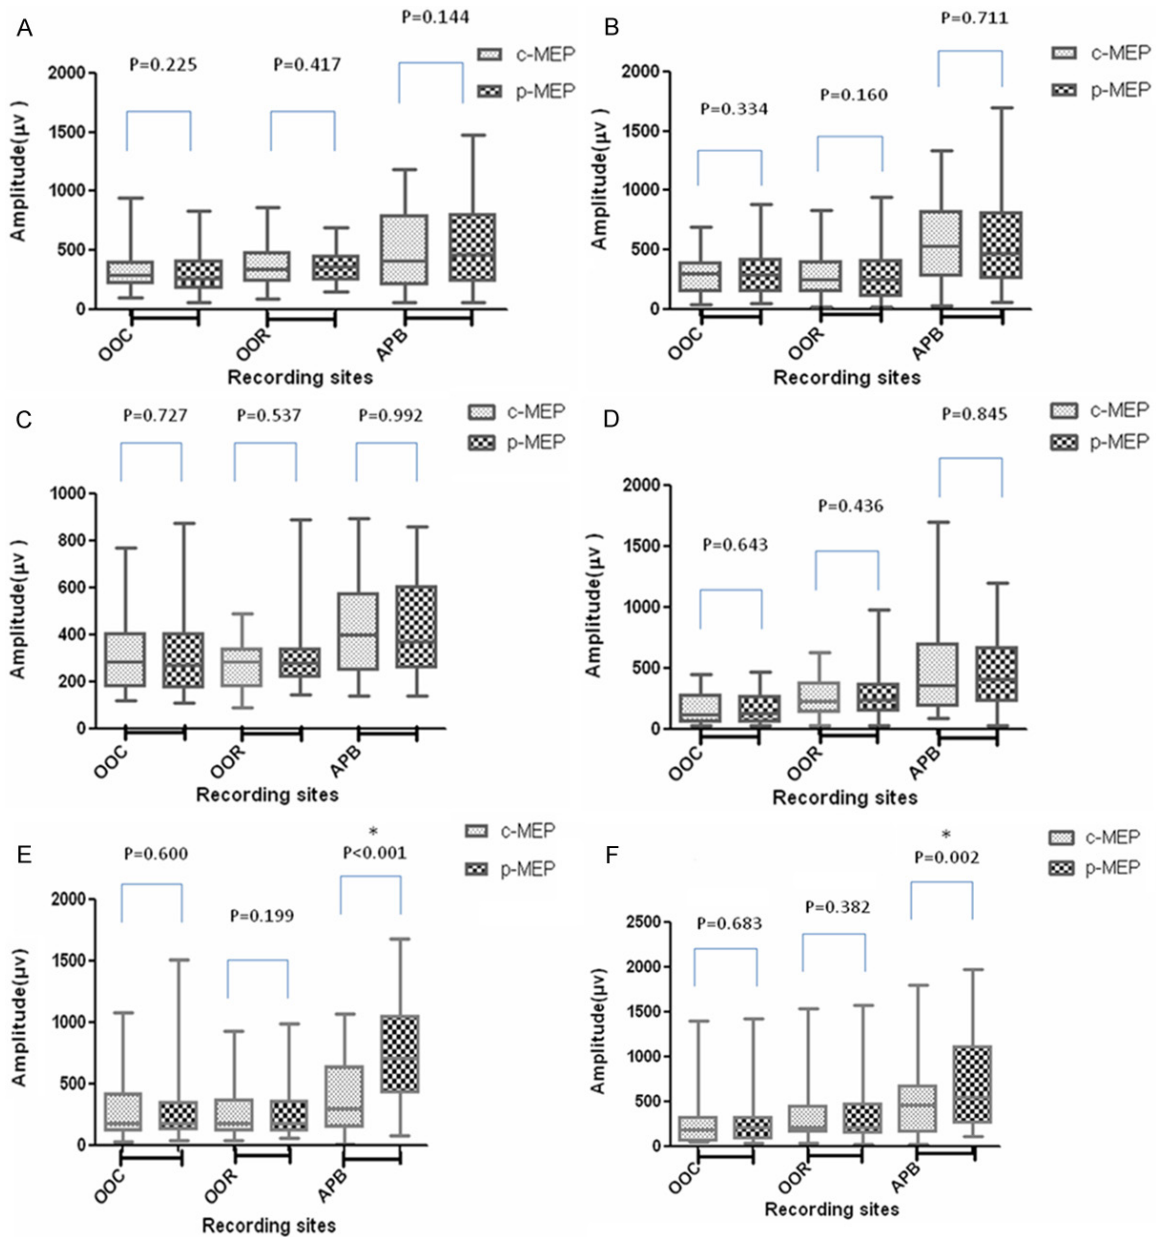 A
P=0.144
P=0.225
P=0.417
c-MEP
p-MEP
2000
1500
1000
500
0
Amplitude(μv )
OOC
OOR
APB
Recording sites
B
P=0.711
P=0.334
P=0.160
c-MEP
p-MEP
2000
1500
1000
500
0
Amplitude(μv )
OOC
OOR
APB
Recording sites
C
P=0.727
P=0.537
P=0.992
c-MEP
p-MEP
1000
800
600
400
200
0
Amplitude(μv )
OOC
OOR
APB
Recording sites
D
P=0.845
P=0.643
P=0.436
c-MEP
p-MEP
2000
1500
1000
500
0
Amplitude(μv )
OOC
OOR
APB
Recording sites
E
*
P=0.600
P=0.199
P<0.001
c-MEP
p-MEP
2000
1500
1000
500
0
Amplitude(μv )
OOC
OOR
APB
Recording sites
F
*
P=0.002
P=0.683
P=0.382
c-MEP
p-MEP
2500
2000
1500
1000
500
0
Amplitude(μv)
OOC
OOR
APB
Recording sites